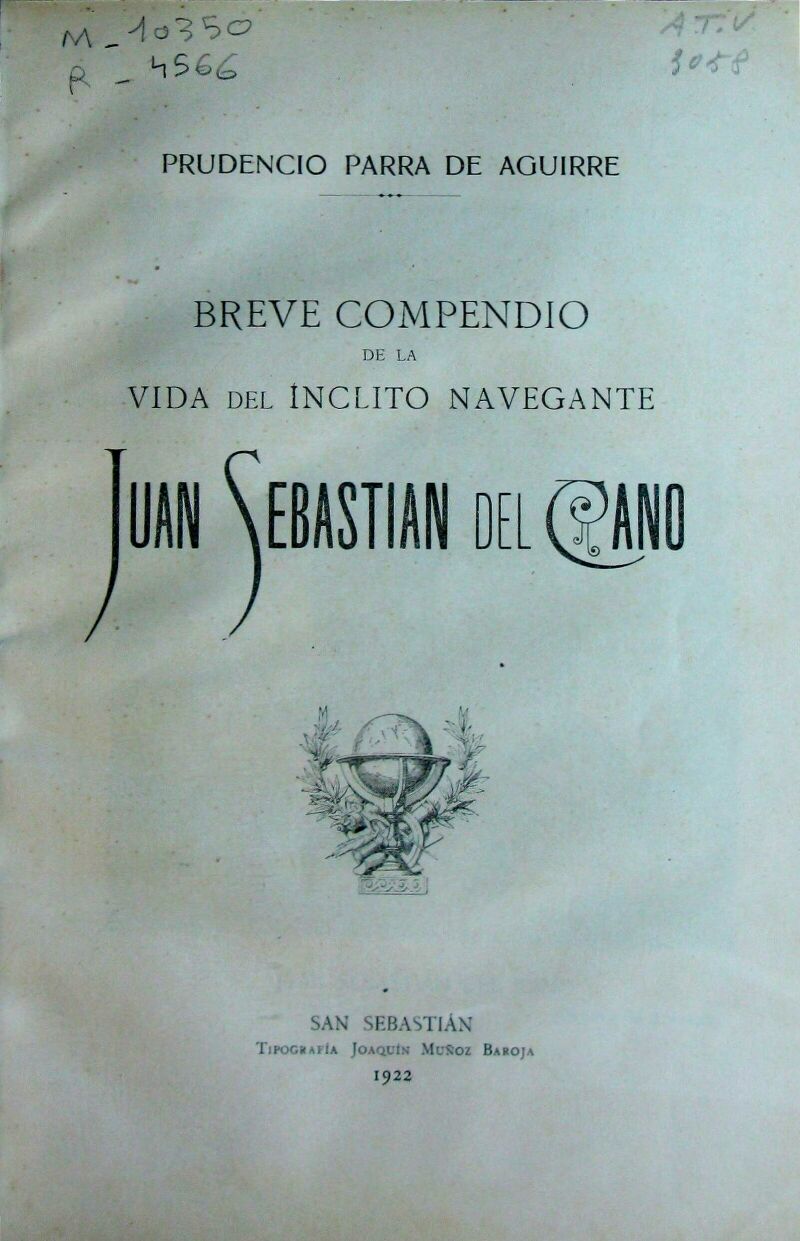 M-10350
R-4566
A.T.V
3058
PRUDENCIO PARRA DE AGUIRRE
BREVE COMPENDIO
DE LA
VIDA DEL ÍNCLITO NAVEGANTE
JUAN SEBASTIAN DEL CANO
SAN SEBASTIÁN
TIPOGRAFÍA JOAQUÍN MUÑOZ BAROJA
1922